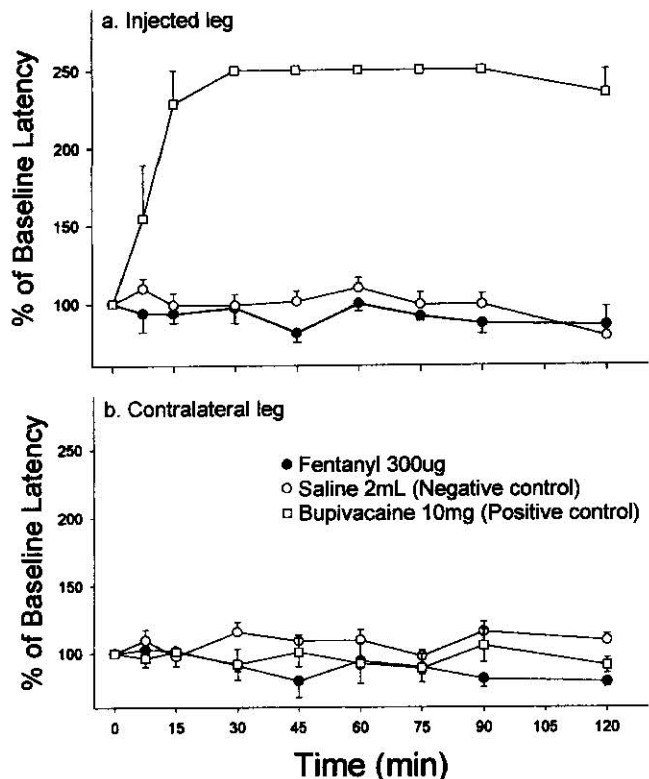 a. Injected leg
250
200
150
100
% of Baseline Latency
b. Contralateral leg
250
200
150
100
% of Baseline Latency
Fentanyl 300ug
Saline 2mL (Negative control)
Bupivacaine 10mg (Positive control)
0 15 30 45 60 75 90 105 120
Time (min)